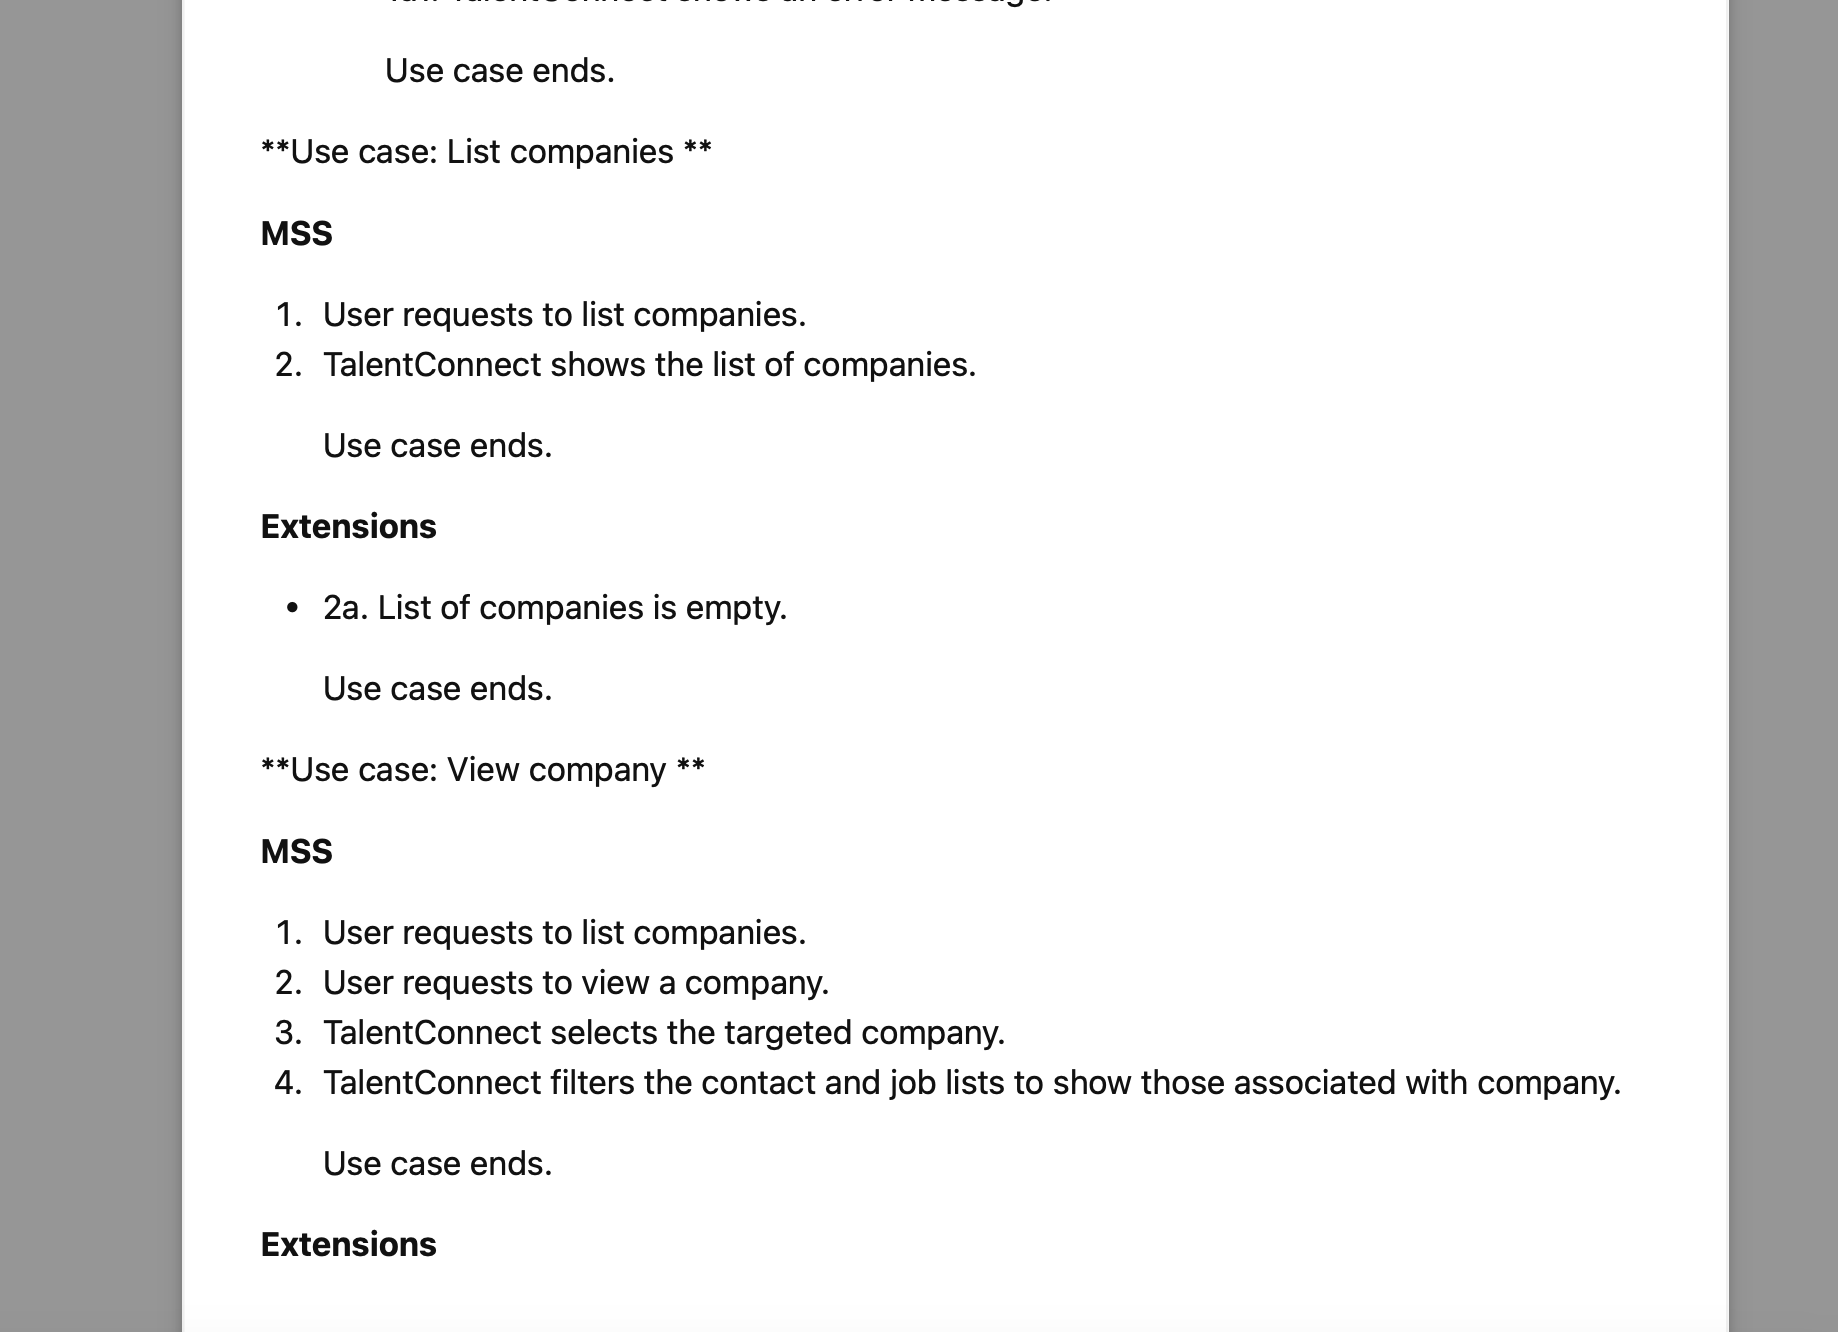 Use case ends.
**Use case: List companies **
MSS
1. User requests to list companies.
2. TalentConnect shows the list of companies.
Use case ends.
Extensions
• 2a. List of companies is empty.
Use case ends.
**Use case: View company **
MSS
1. User requests to list companies.
2. User requests to view a company.
3. TalentConnect selects the targeted company.
4. TalentConnect filters the contact and job lists to show those associated with company.
Use case ends.
Extensions